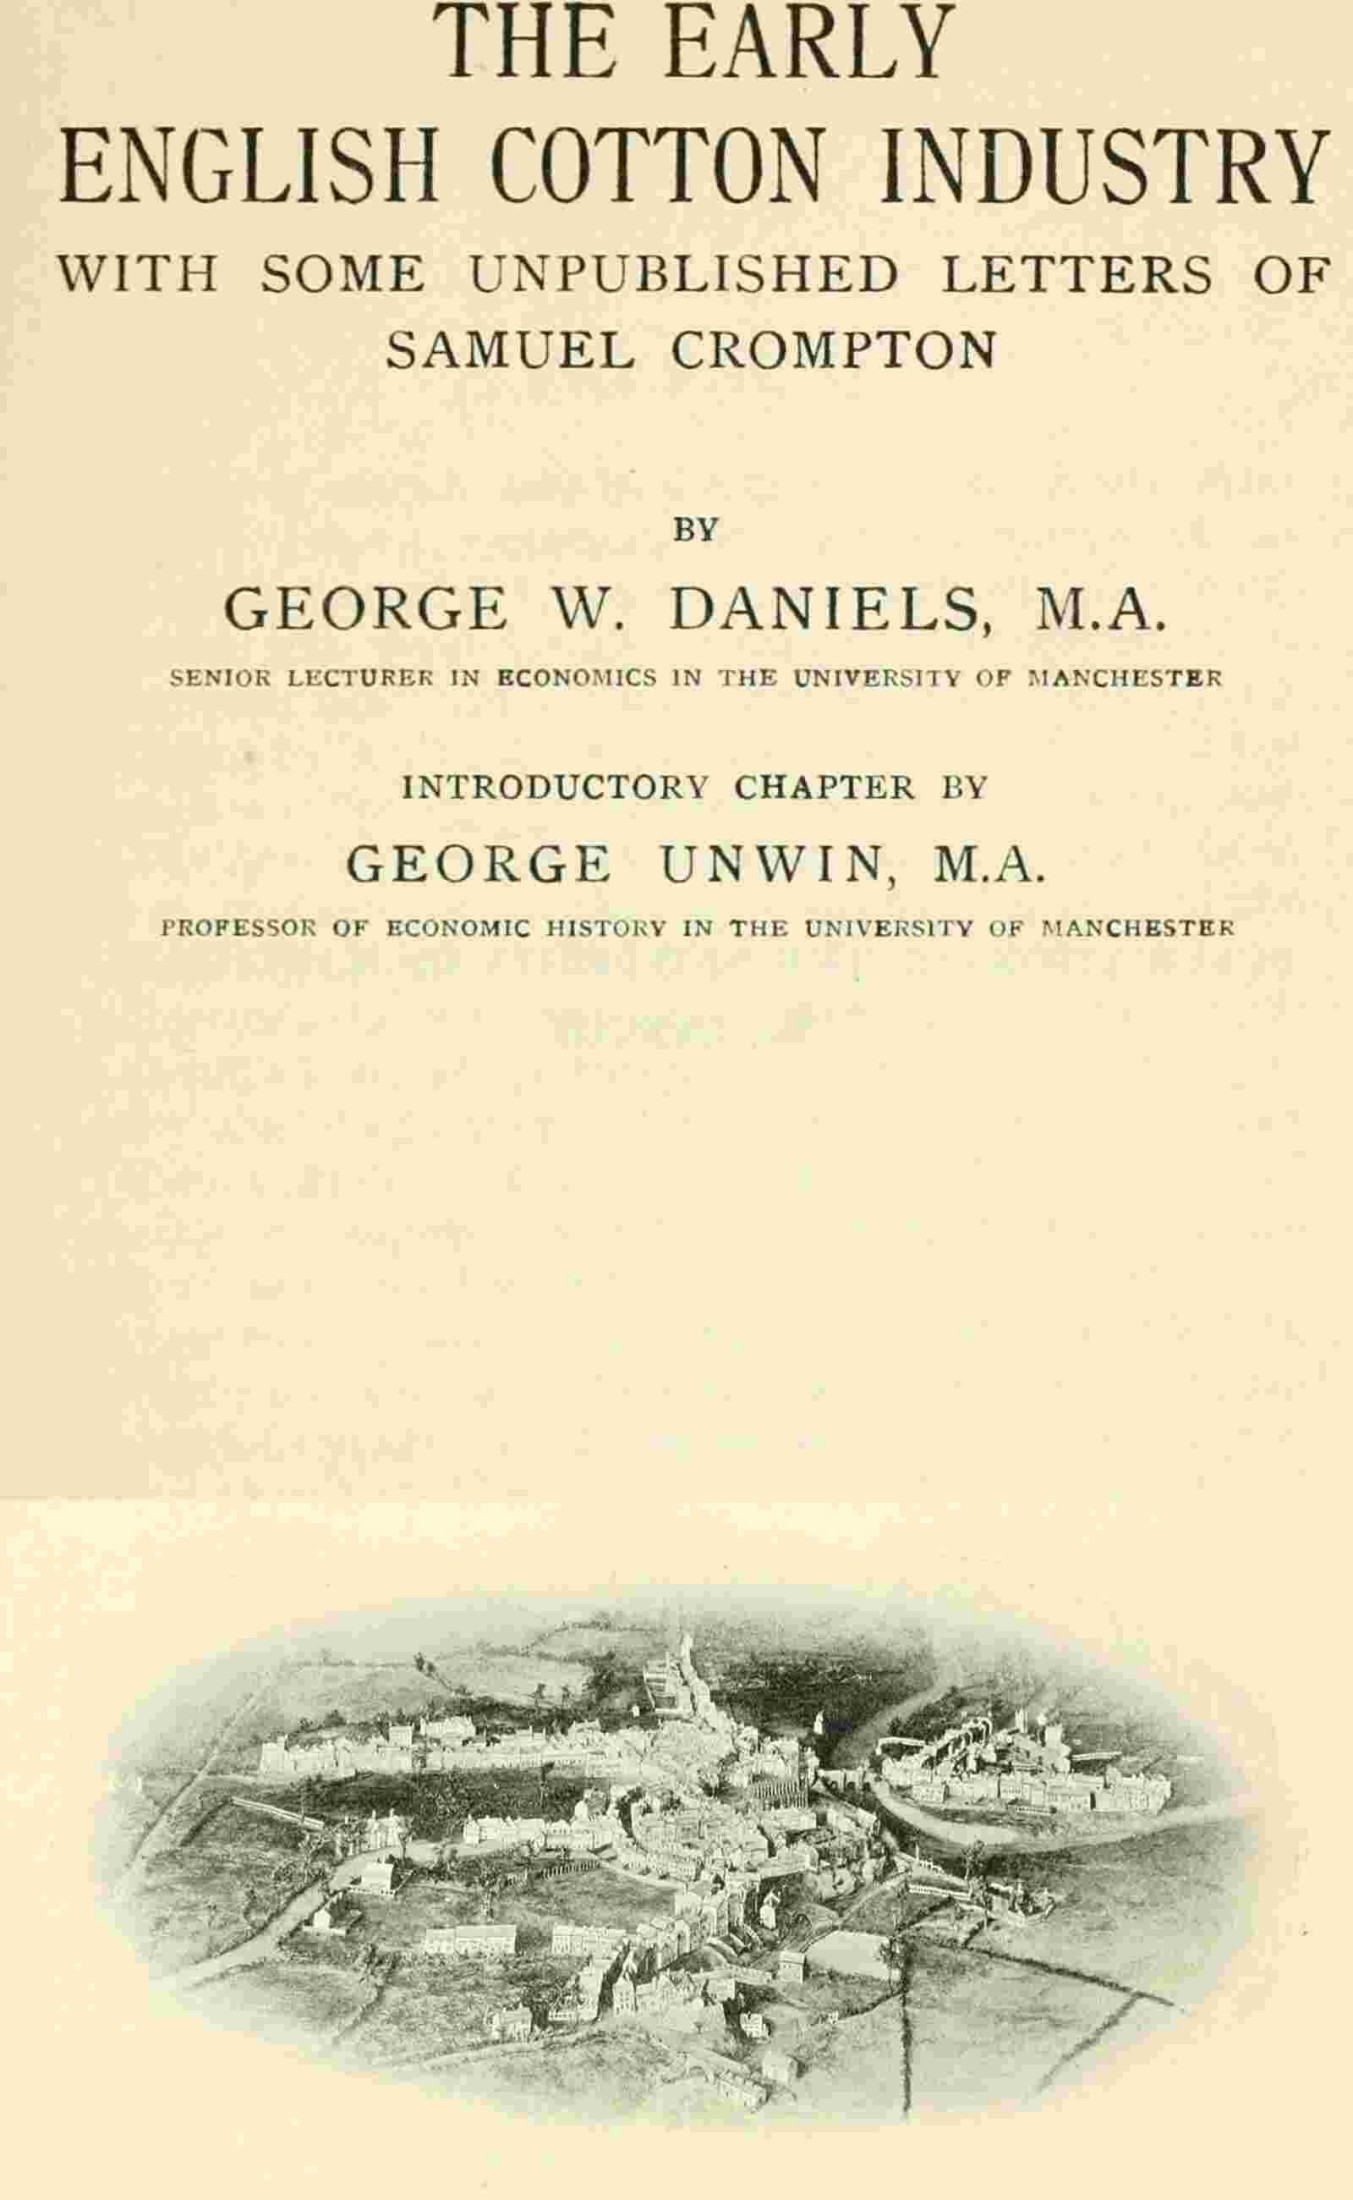 THE EARLY
ENGLISH COTTON INDUSTRY
WITH SOME UNPUBLISHED LETTERS OF
SAMUEL CROMPTON
BY
GEORGE W. DANIELS, M.A.
SENIOR LECTURER IN ECONOMICS IN THE UNIVERSITY OF MANCHESTER
INTRODUCTORY CHAPTER BY
GEORGE UNWIN, M.A.
PROFESSOR OF ECONOMIC HISTORY IN THE UNIVERSITY OF MANCHESTER